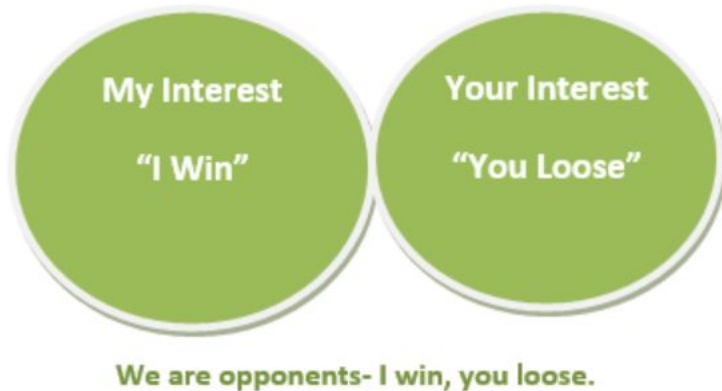 My Interest
“I Win”
Your Interest
“You Loose”
We are opponents- I win, you loose.